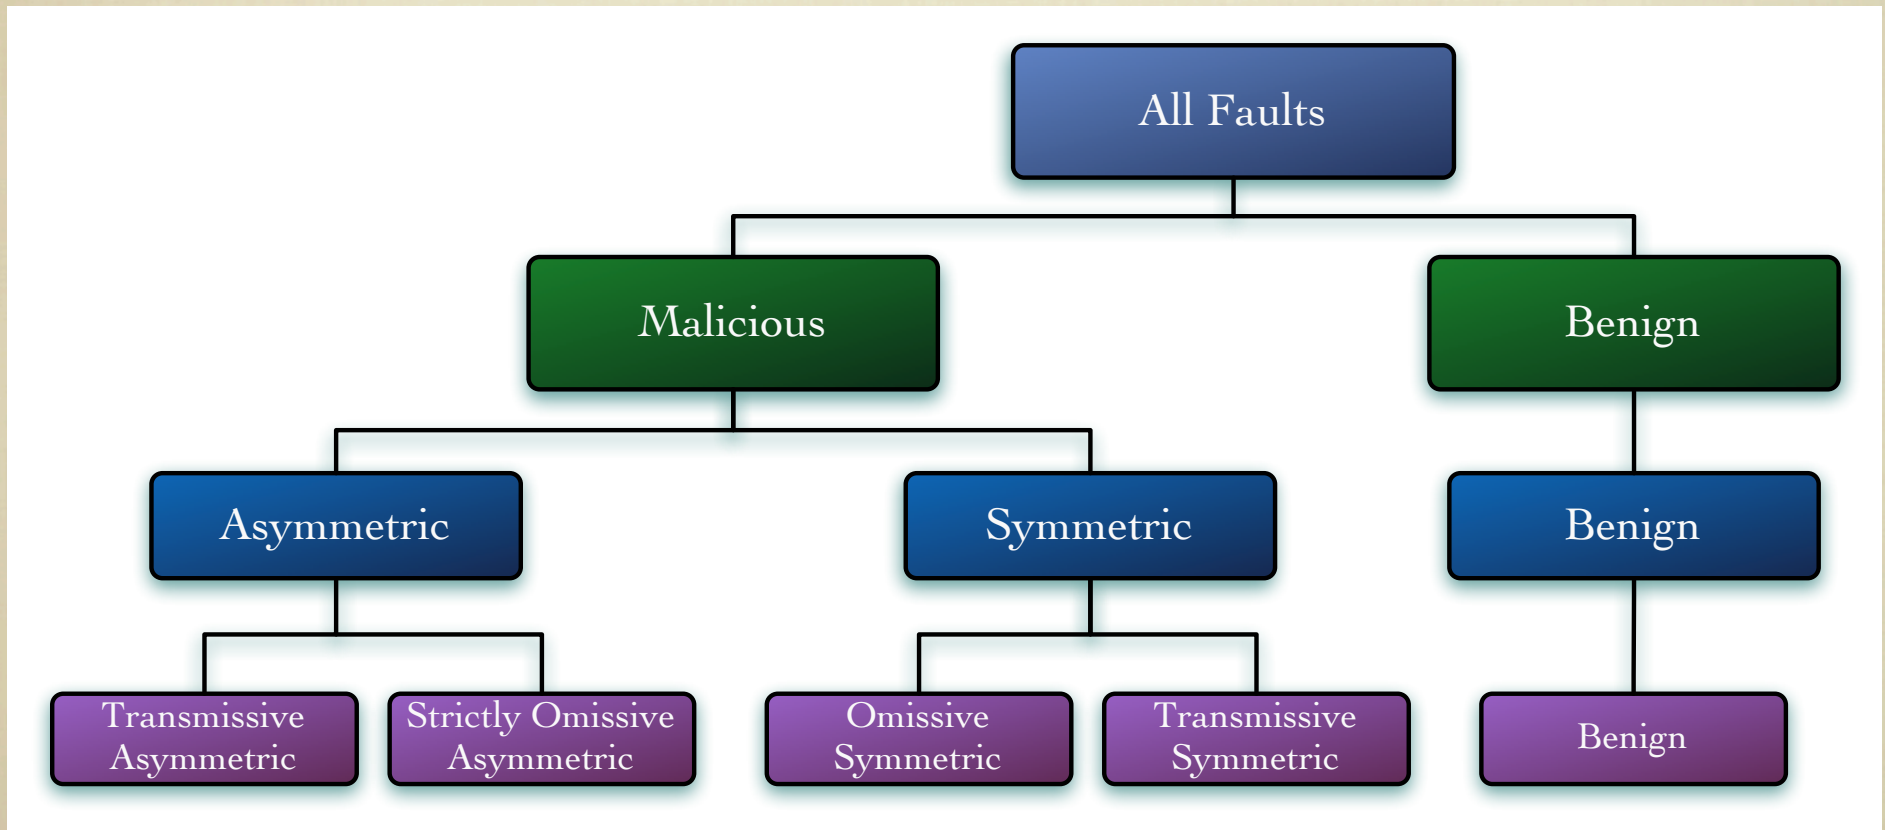 All Faults
Malicious
Benign
Asymmetric
Symmetric
Benign
Transmissive
Asymmetric
Strictly Omissive
Asymmetric
Omissive
Symmetric
Transmissive
Symmetric
Benign